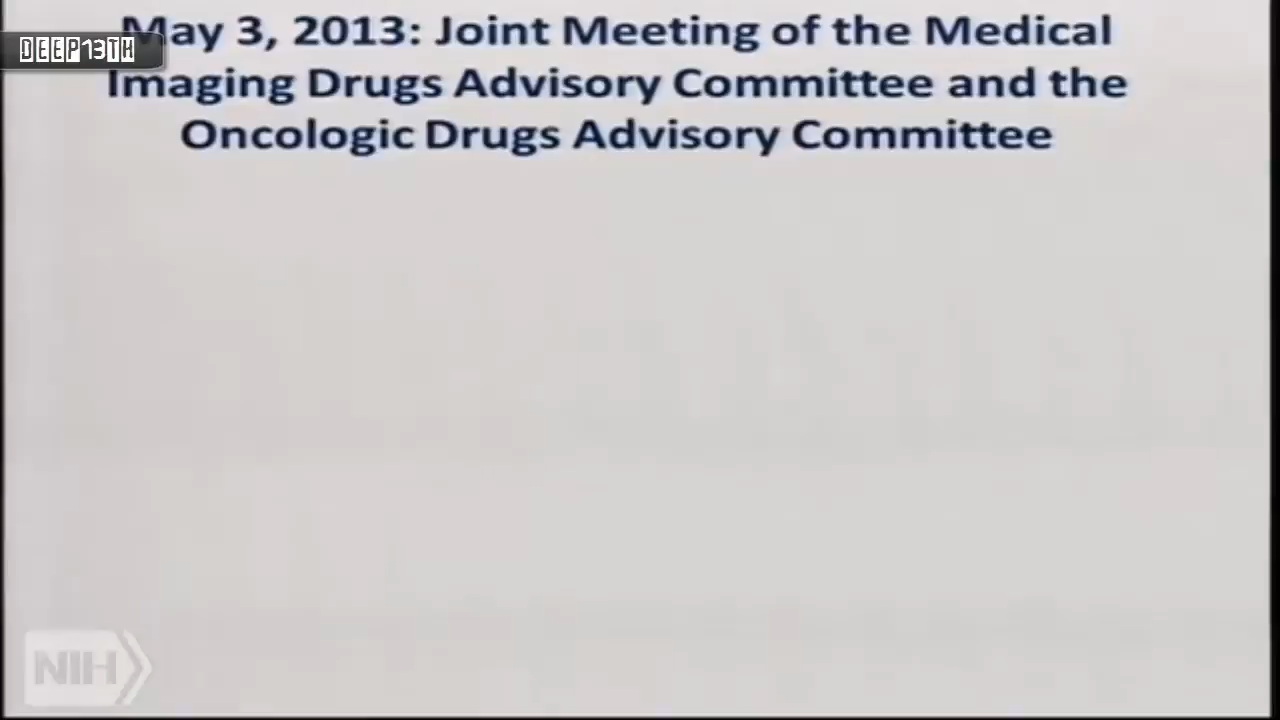 May 3, 2013: Joint Meeting of the Medical
DEEP13TH
Imaging Drugs Advisory Committee and the
Oncologic Drugs Advisory Committee
NIH